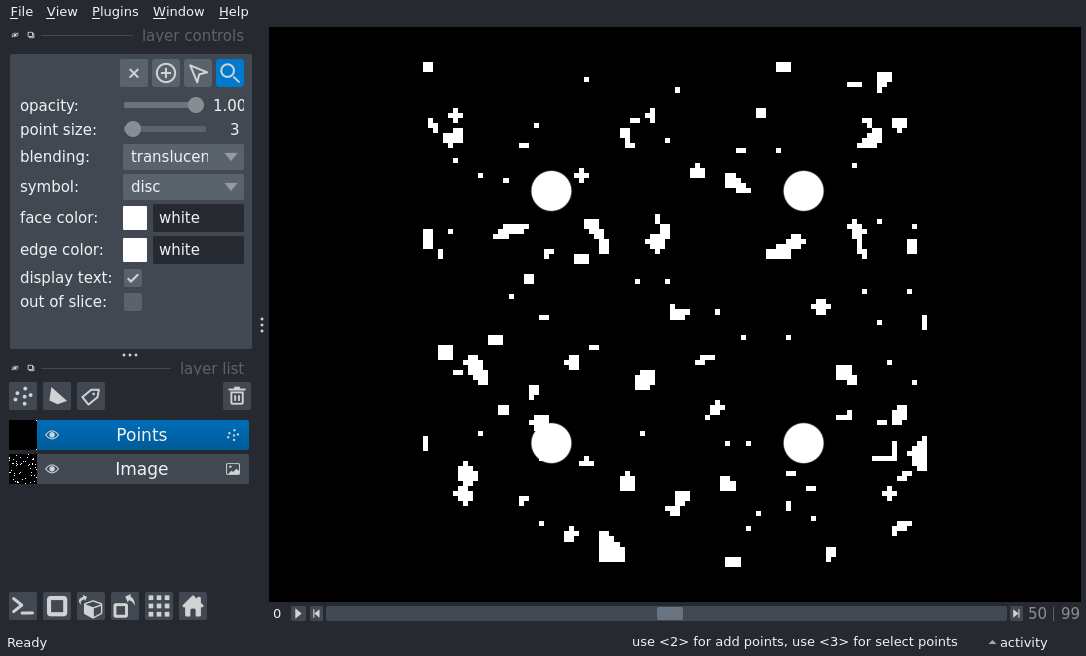 File View Plugins Window Help
layer controls
opacity: 1.00
point size: 3
blending: translucen
symbol: disc
face color: white
edge color: white
display text:
out of slice:
layer list
Points
Image
0 50 | 99
Ready use <2> for add points, use <3> for select points activity